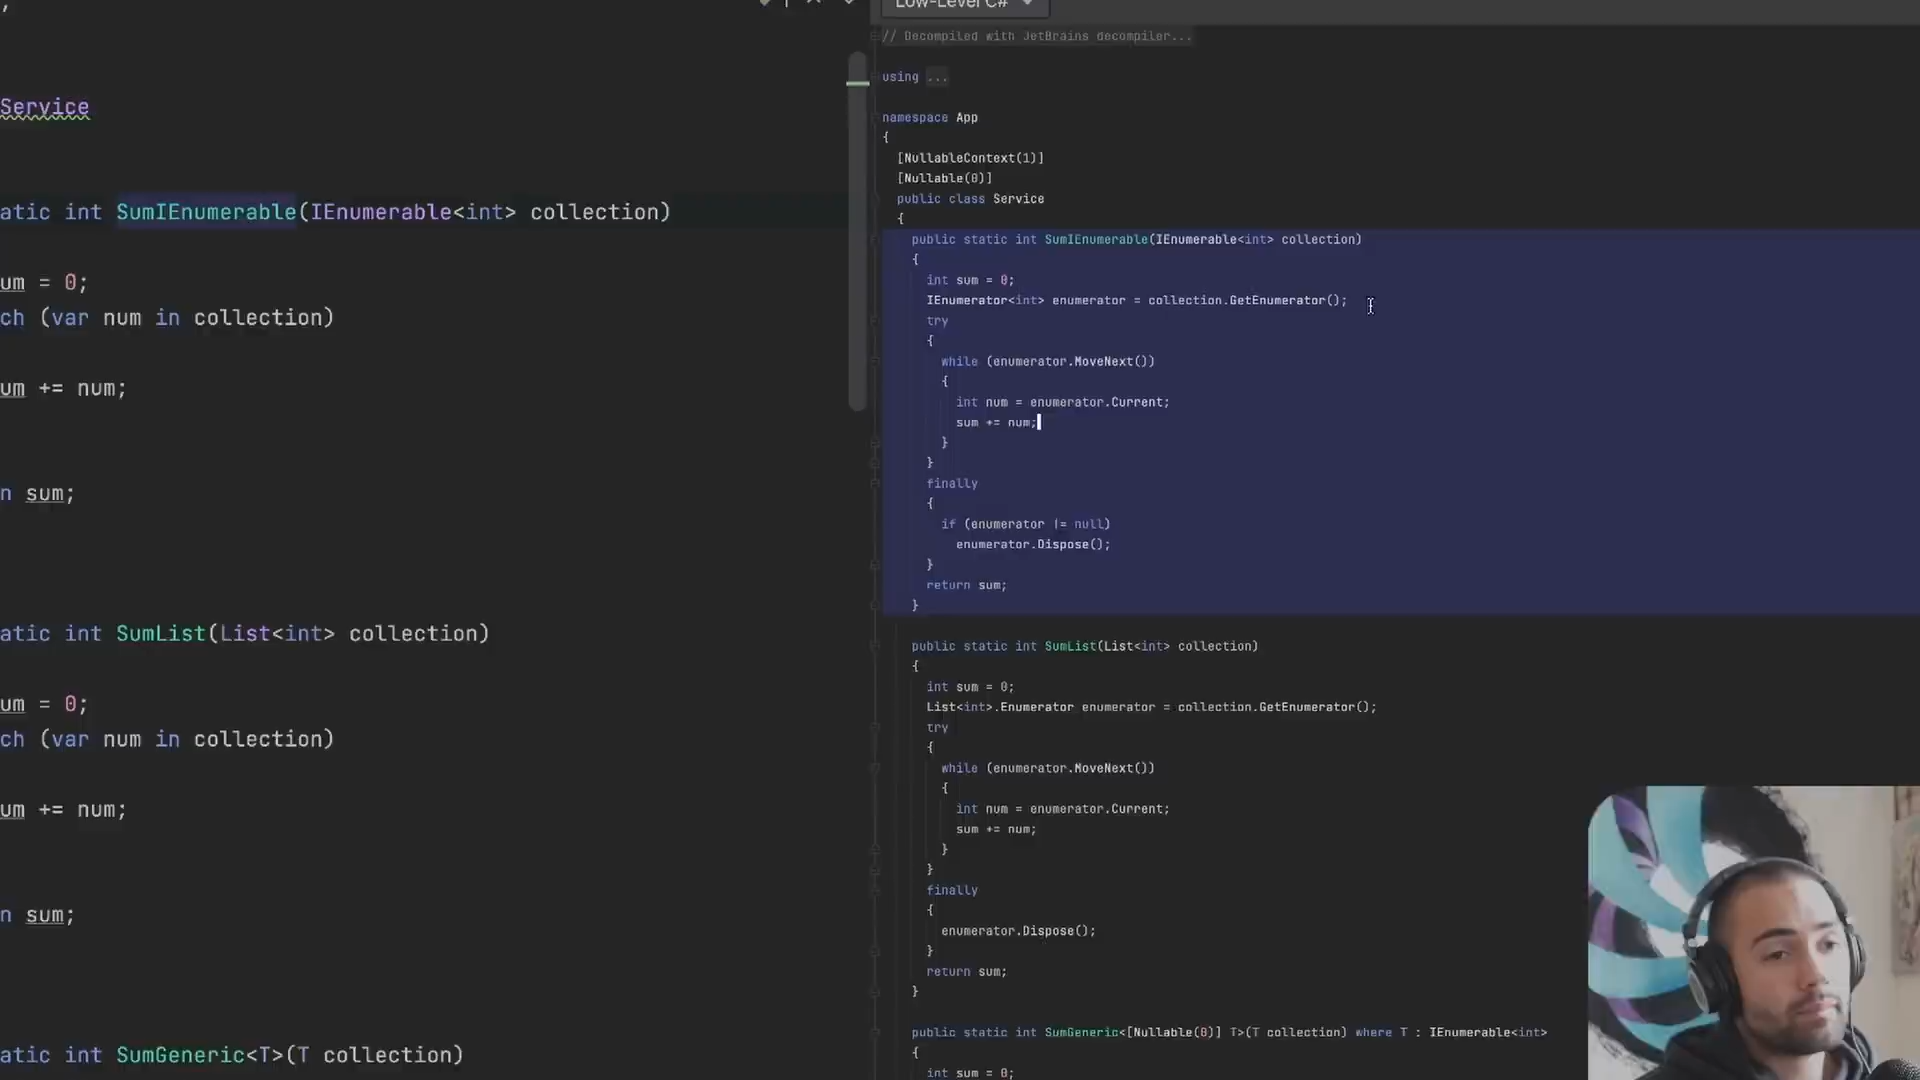 Service
atic int SumIEnumerable(IEnumerable<int> collection)
um = 0;
ch (var num in collection)
um += num;
n sum;
atic int SumList(List<int> collection)
um = 0;
ch (var num in collection)
um += num;
n sum;
atic int SumGeneric<T>(T collection)
Low-Level C#
// Decompiled with JetBrains decompiler...
using ...
namespace App
{
[NullableContext(1)]
[Nullable(0)]
public class Service
{
public static int SumIEnumerable(IEnumerable<int> collection)
{
int sum = 0;
IEnumerator<int> enumerator = collection.GetEnumerator();
try
{
while (enumerator.MoveNext())
{
int num = enumerator.Current;
sum += num;
}
}
finally
{
if (enumerator != null)
enumerator.Dispose();
}
return sum;
}
public static int SumList(List<int> collection)
{
int sum = 0;
List<int>.Enumerator enumerator = collection.GetEnumerator();
try
{
while (enumerator.MoveNext())
{
int num = enumerator.Current;
sum += num;
}
}
finally
{
enumerator.Dispose();
}
return sum;
}
public static int SumGeneric<[Nullable(0)] T>(T collection) where T : IEnumerable<int>
{
int sum = 0;